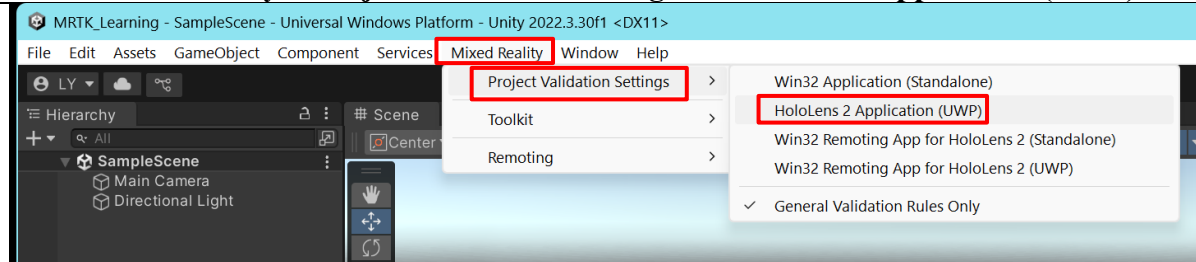 MRTK_Learning - SampleScene - Universal Windows Platform - Unity 2022.3.30f1 <DX11>
File Edit Assets GameObject Component Services Mixed Reality Window Help
LY
Project Validation Settings
Win32 Application (Standalone)
Hierarchy
Scene
HoloLens 2 Application (UWP)
Toolkit
All
Center
Win32 Remoting App for HoloLens 2 (Standalone)
SampleScene
Remoting
Win32 Remoting App for HoloLens 2 (UWP)
Main Camera
Directional Light
General Validation Rules Only